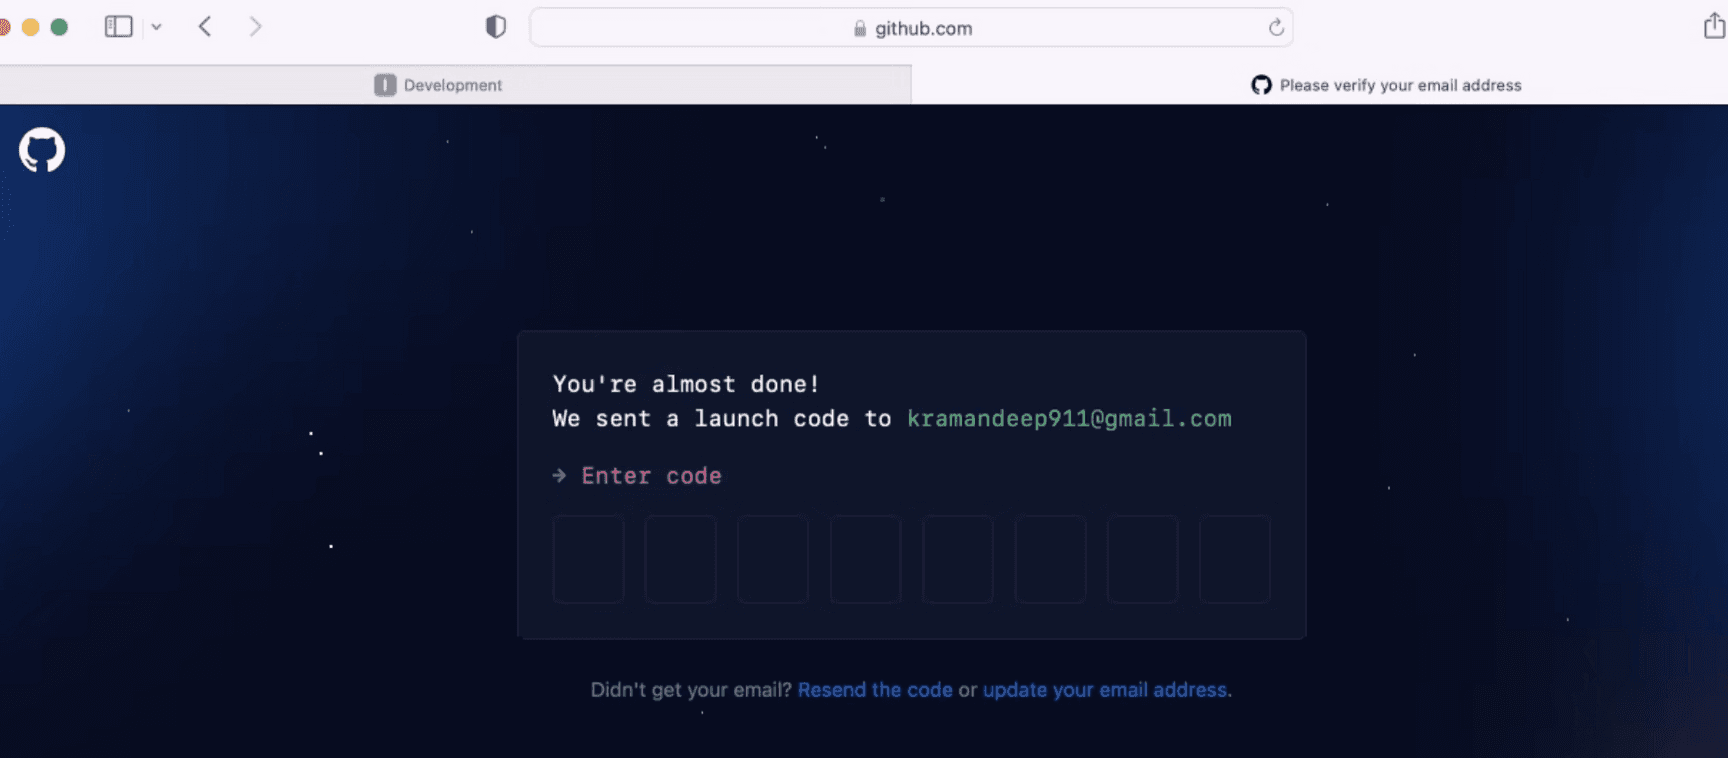 github.com
I Development
Please verify your email address
You're almost done!
We sent a launch code to kramandeep911@gmail.com
→ Enter code
Didn't get your email? Resend the code or update your email address.